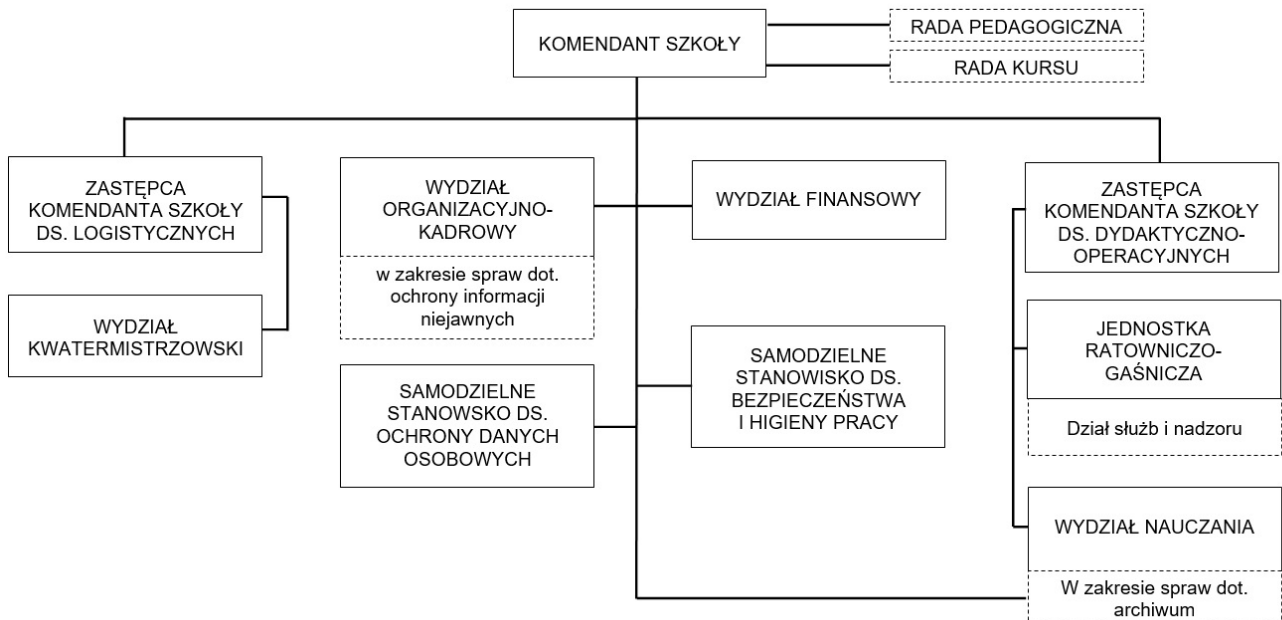 KOMENDANT SZKOŁY
RADA PEDAGOGICZNA
RADA KURSU
ZASTĘPCA
KOMENDANTA SZKOŁY
DS. LOGISTYCZNYCH
WYDZIAŁ
KWATERMISTRZOWSKI
WYDZIAŁ
ORGANIZACYJNO-
KADROWY
w zakresie spraw dot.
ochrony informacji
niejawnych
SAMODZIELNE
STANOWSKO DS.
OCHRONY DANYCH
OSOBOWYCH
WYDZIAŁ FINANSOWY
SAMODZIELNE
STANOWISKO DS.
BEZPIECZEŃSTWA
I HIGIENY PRACY
ZASTĘPCA
KOMENDANTA SZKOŁY
DS. DYDAKTYCZNO-
OPERACYJNYCH
JEDNOSTKA
RATOWNICZO-
GAŚNICZA
Dział służb i nadzoru
WYDZIAŁ NAUCZANIA
W zakresie spraw dot.
archiwum